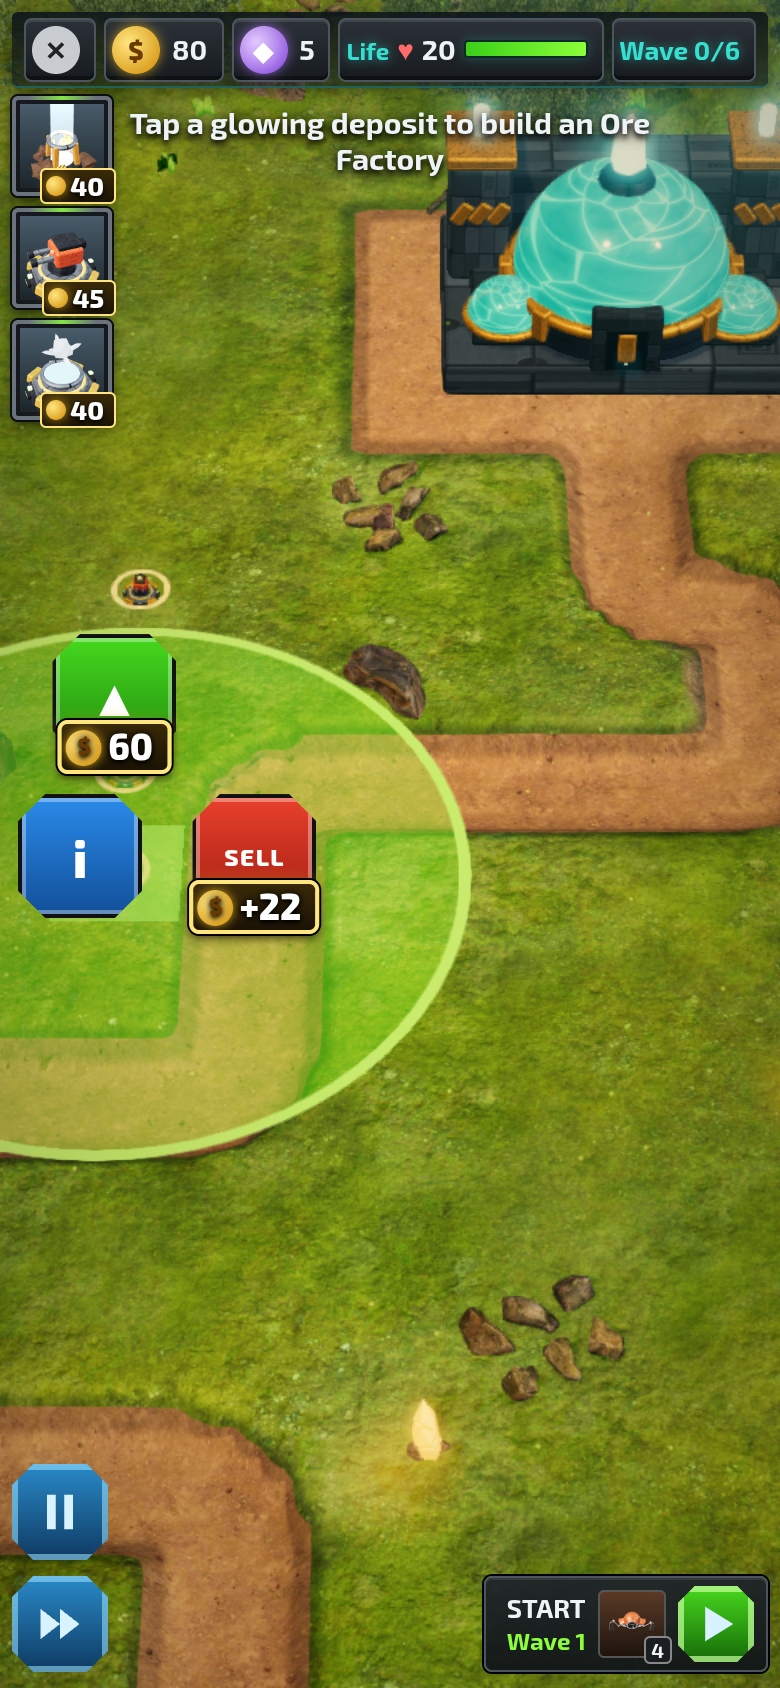 80
5
Life ♥ 20
Wave 0/6
Tap a glowing deposit to build an Ore
Factory
40
45
40
60
i
SELL
+22
START
Wave 1
4